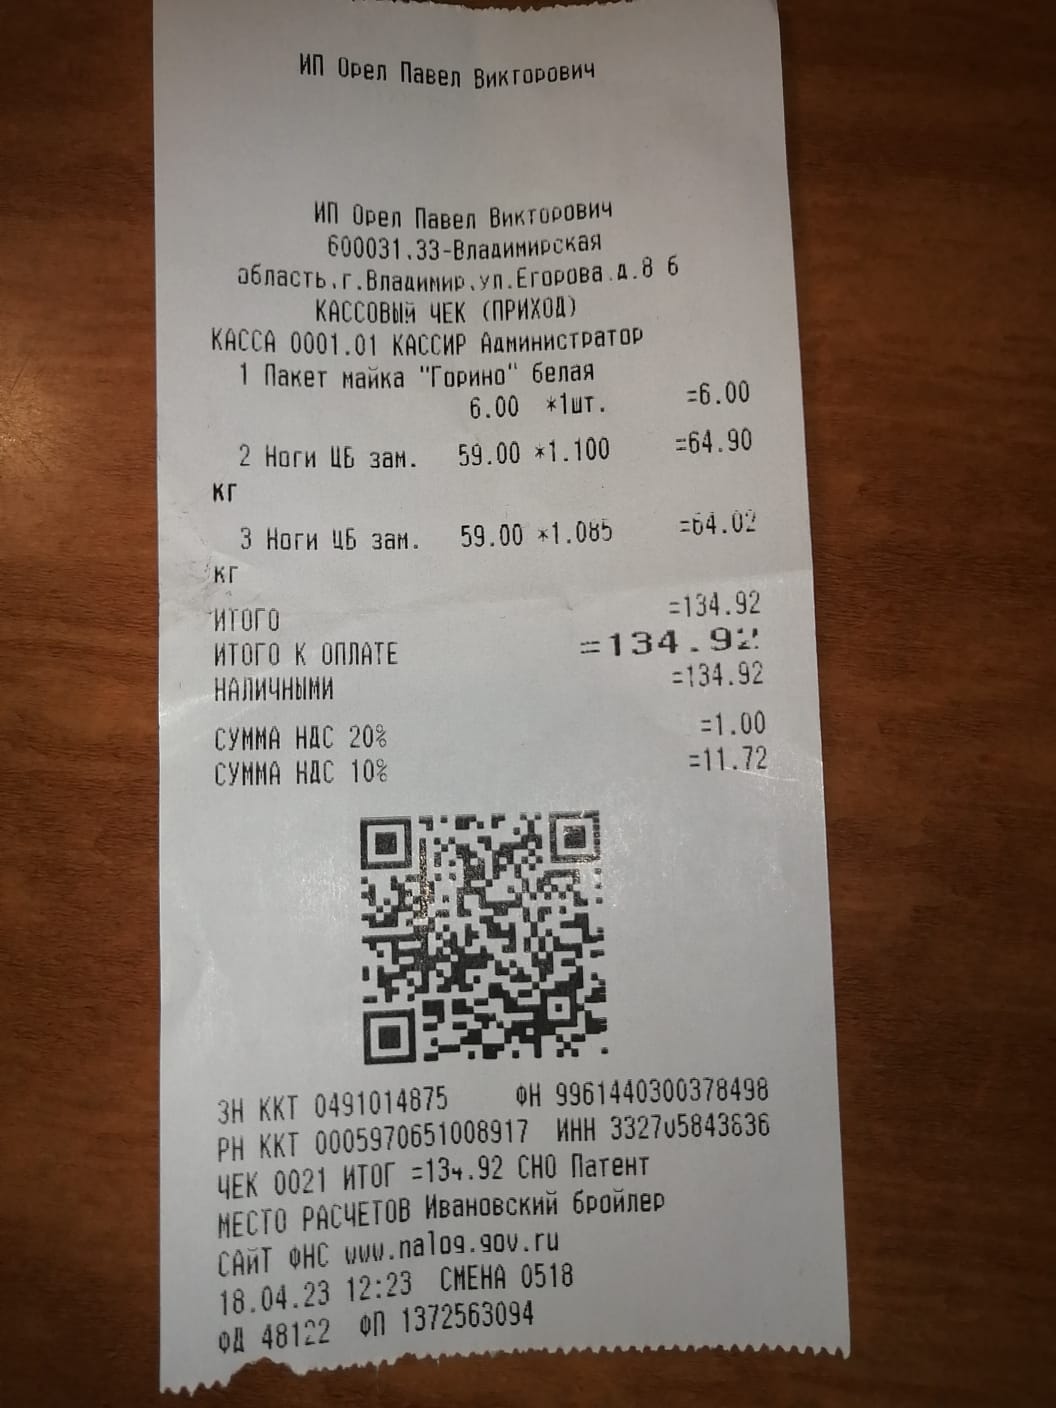 ИП Орел Павел Викторович
ИП Орел Павел Викторович
600031,33-Владимирская
область,г.Владимир,ул.Егорова,д.8 б
КАССОВЫЙ ЧЕК (ПРИХОД)
КАССА 0001.01 КАССИР Администратор
1 Пакет майка "Горино" белая
6.00 *1шт. =6.00
2 Ноги ЦБ зам. 59.00 *1.100 =64.90
кг
3 Ноги ЦБ зам. 59.00 *1.085 =64.02
кг
ИТОГО =134.92
ИТОГО К ОПЛАТЕ =134.92
НАЛИЧНЫМИ =134.92
СУММА НДС 20% =1.00
СУММА НДС 10% =11.72
ЗН ККТ 0491014875 ФН 9961440300378498
РН ККТ 0005970651008917 ИНН 332705843636
ЧЕК 0021 ИТОГ =134.92 СНО Патент
МЕСТО РАСЧЕТОВ Ивановский бройлер
САЙТ ФНС www.nalog.gov.ru
18.04.23 12:23 СМЕНА 0518
ФД 48122 ФП 1372563094